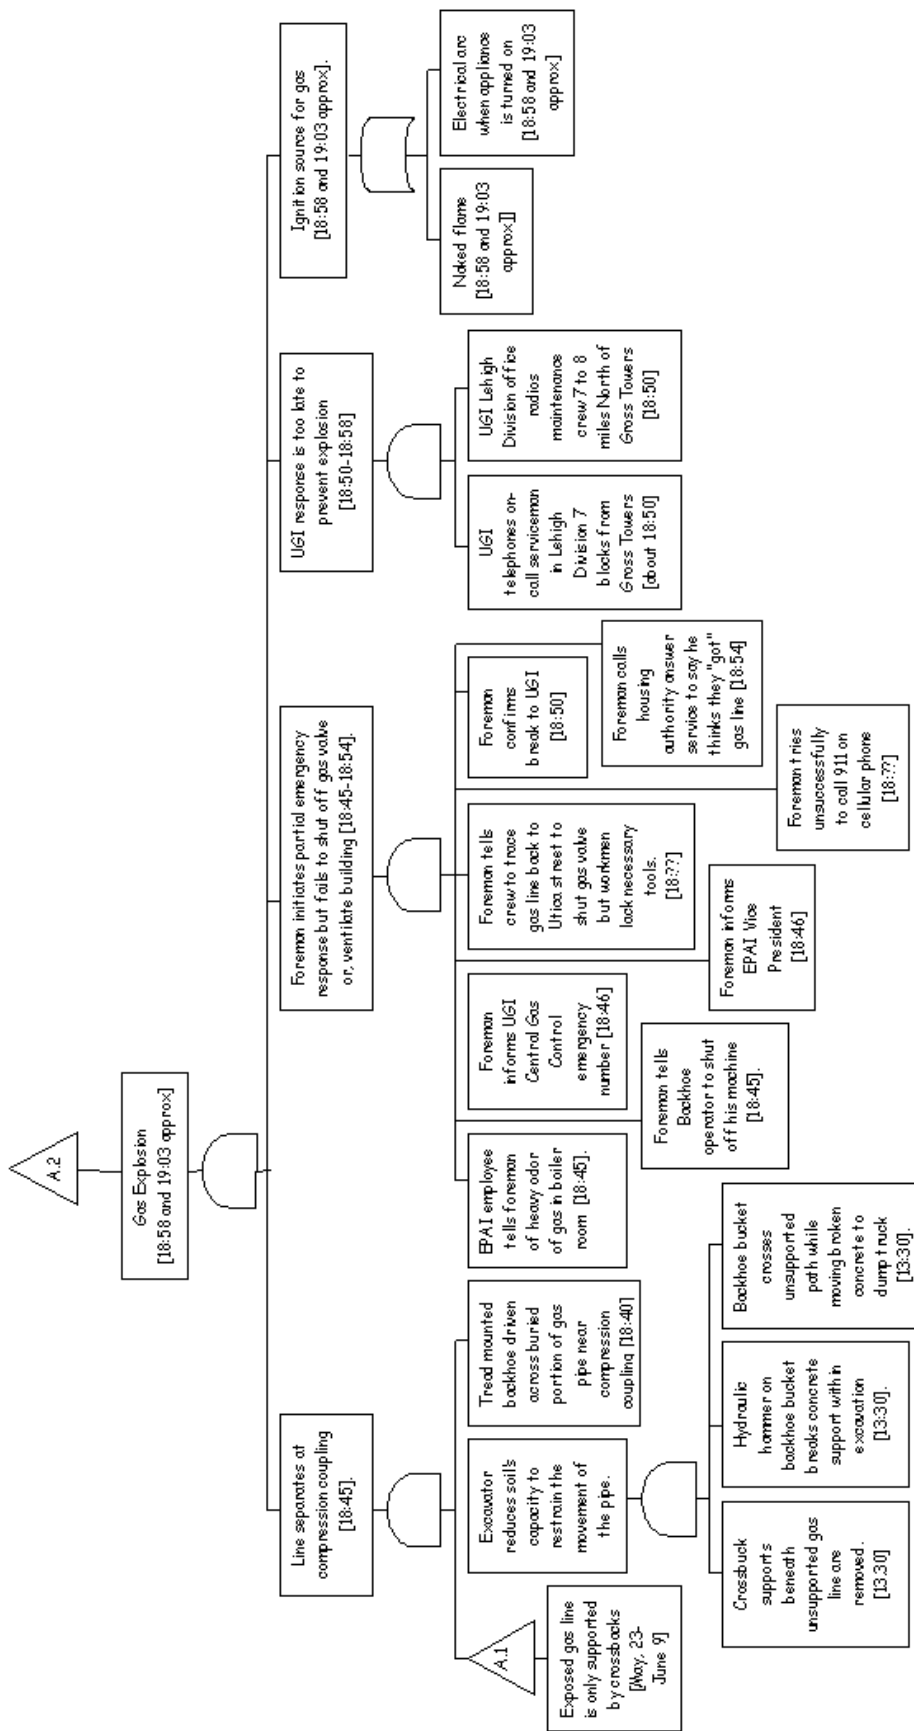 A.2
Gas Explosion
[18:58 and 19:03 approx]
Line separates at
compression coupling
[18:45].
Foreman initiates partial emergency
response but fails to shut off gas valve
or, ventilate building [18:45-18:54].
UGI response is too late to
prevent explosion
[18:50-18:58]
Ignition source for gas
[18:58 and 19:03 approx].
A.1
Exposed gas line
is only supported
by crossbacks
[May, 23-
June 9]
Excavator
reduces soil's
capacity to
restrain the
movement of
the pipe.
Tread mounted
backhoe driven
across buried
portion of gas
pipe near
compression
coupling [18:40]
Crossbuck
supports
beneath
unsupported gas
line are
removed.
[13.30]
Hydraulic
hammer on
backhoe bucket
breaks concrete
support within
excavation
[13:30].
Backhoe bucket
crosses
unsupported
path while
moving broken
concrete to
dump truck
[13:30].
EPAI employee
tells foreman
of heavy odor
of gas in boiler
room [18:45].
Foreman tells
Backhoe
operator to shut
off his machine
[18:45].
Foreman
informs UGI
Central Gas
Control
emergency
number [18:46]
Foreman informs
EPAI Vice
President
[18:46]
Foreman tells
crew to trace
gas line back to
Utica street to
shut gas valve
but workmen
lack necessary
tools.
[18:??]
Foreman tries
unsuccessfully
to call 911 on
cellular phone
[18:??]
Foreman
confirms
break to UGI
[18:50]
Foreman calls
housing
authority answer
service to say he
thinks they "got"
gas line [18:54]
UGI
telephones on-
call serviceman
in Lehigh
Division 7
blocks from
Gross Towers
[about 18:50]
UGI Lehigh
Division office
radios
maintenance
crew 7 to 8
miles North of
Gross Towers
[18:50]
Naked flame
[18:58 and 19:03
approx]]
Electrical arc
when appliance
is turned on
[18:58 and 19:03
approx]